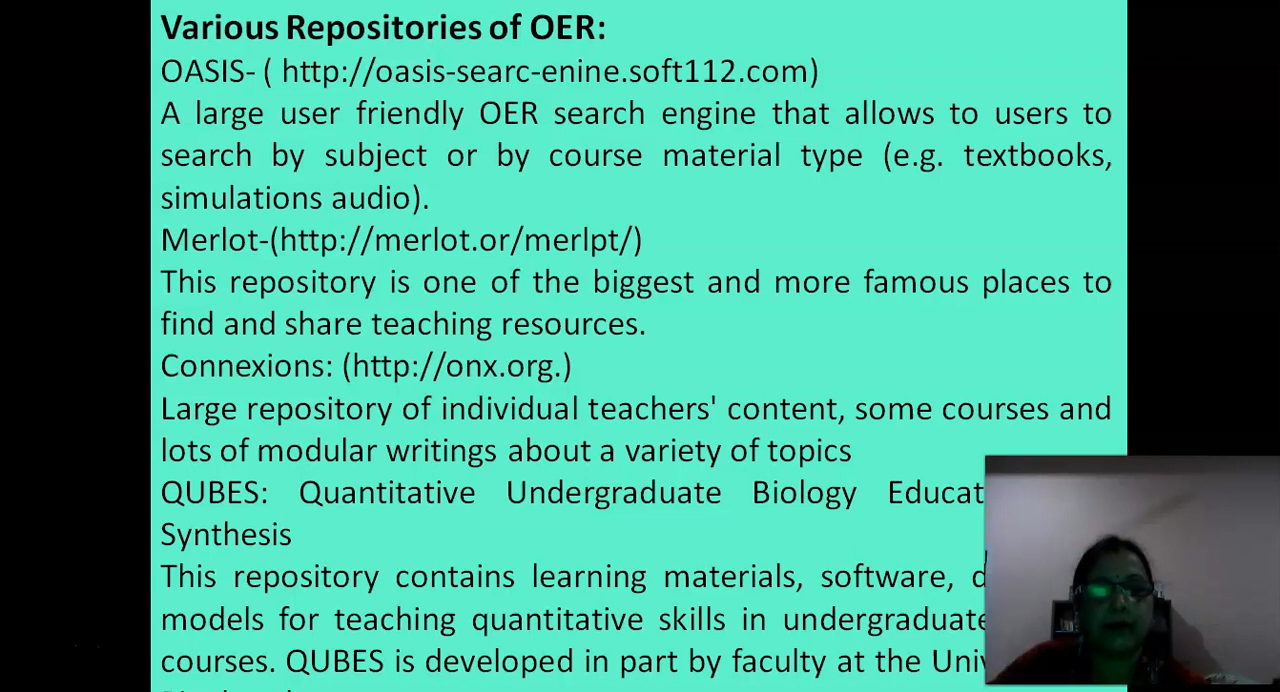 Various Repositories of OER:
OASIS- ( http://oasis-searc-enine.soft112.com)
A large user friendly OER search engine that allows to users to
search by subject or by course material type (e.g. textbooks,
simulations audio).
Merlot-(http://merlot.or/merlpt/)
This repository is one of the biggest and more famous places to
find and share teaching resources.
Connexions: (http://onx.org.)
Large repository of individual teachers' content, some courses and
lots of modular writings about a variety of topics
QUBES: Quantitative Undergraduate Biology
Synthesis
This repository contains learning materials, software,
models for teaching quantitative skills in
courses. QUBES is developed in part by faculty at the